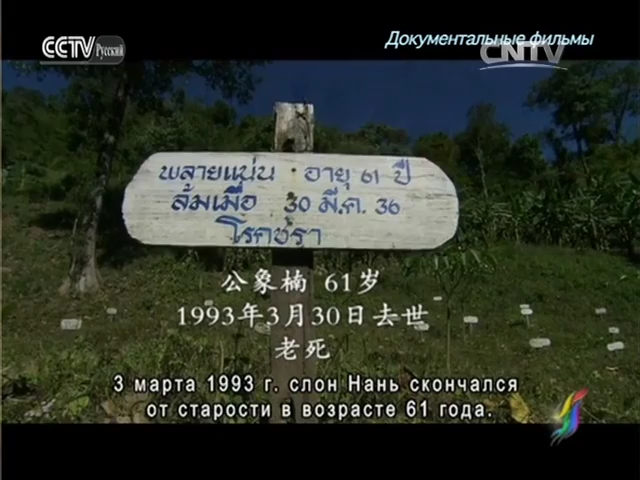 CCTV Русский
Документальные фильмы
CNTV
พลายแน่น อายุ 61 ปี
ล้มเมื่อ 30 มี.ค. 36
โรคชรา
公象楠 61岁
1993年3月30日去世
老死
3 марта 1993 г. слон Нань скончался
от старости в возрасте 61 года.